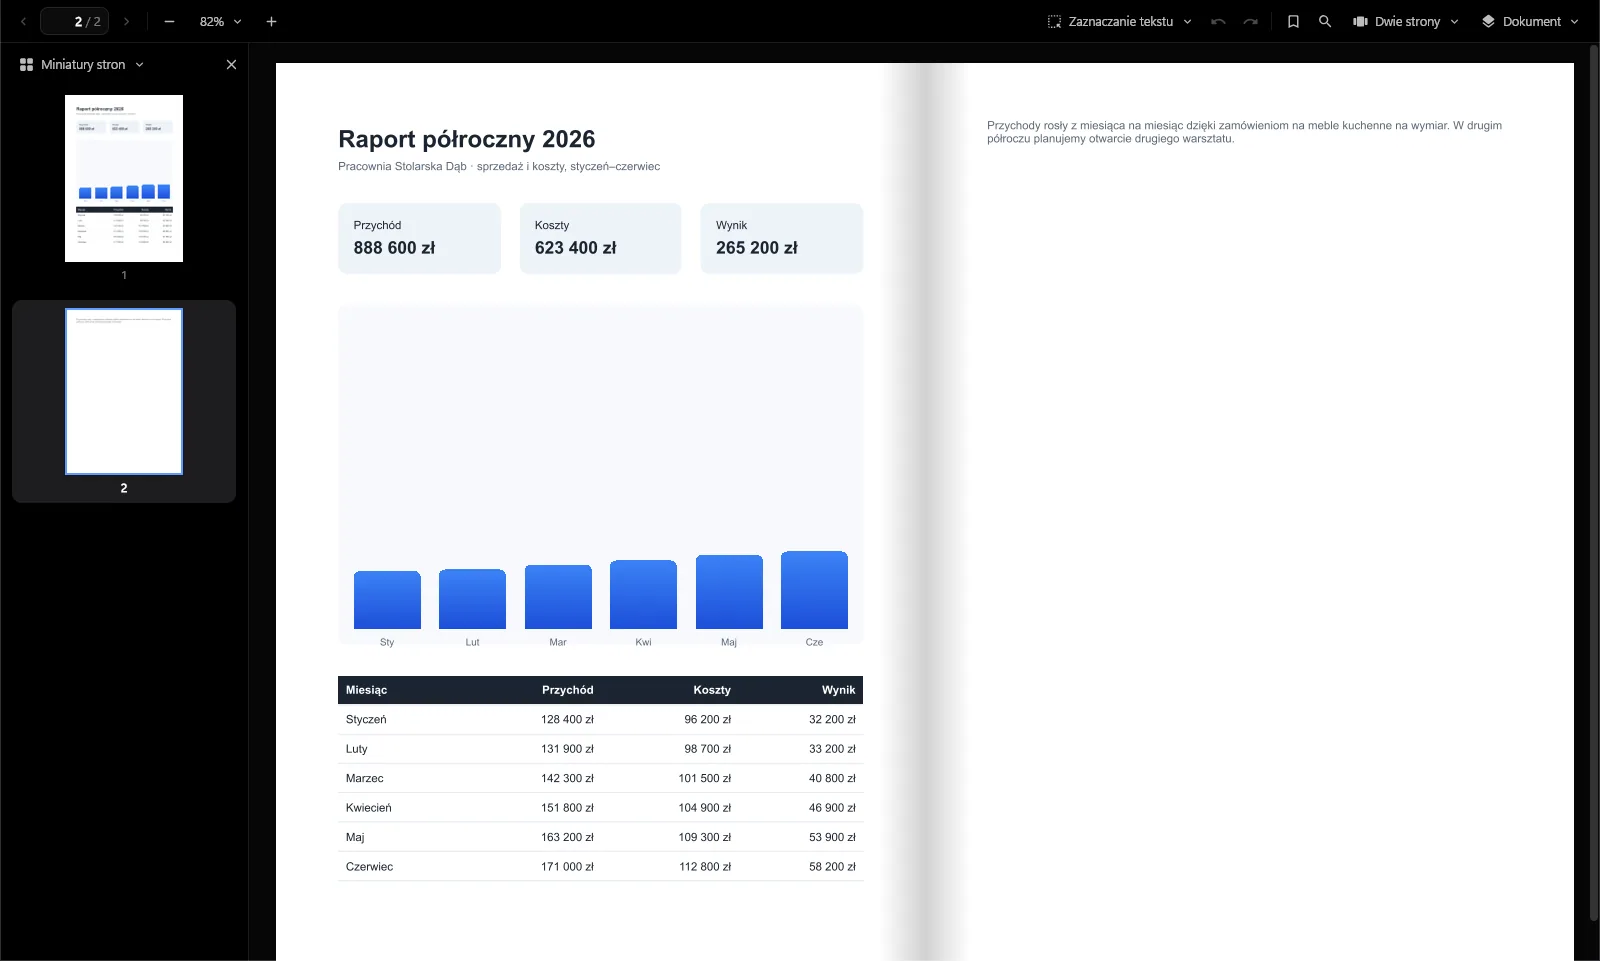 2 / 2
82%
Zaznaczanie tekstu
Dwie strony
Dokument
Miniatury stron
1
2
Raport półroczny 2026
Pracownia Stolarska Dąb · sprzedaż i koszty, styczeń–czerwiec
Przychód Koszty Wynik
888 600 zł 623 400 zł 265 200 zł
Sty Lut Mar Kwi Maj Cze
Miesiąc Przychód Koszty Wynik
Styczeń 128 400 zł 96 200 zł 32 200 zł
Luty 131 900 zł 98 700 zł 33 200 zł
Marzec 142 300 zł 101 500 zł 40 800 zł
Kwiecień 151 800 zł 104 900 zł 46 900 zł
Maj 163 200 zł 109 300 zł 53 900 zł
Czerwiec 171 000 zł 112 800 zł 58 200 zł
Przychody rosły z miesiąca na miesiąc dzięki zamówieniom na meble kuchenne na wymiar. W drugim
półroczu planujemy otwarcie drugiego warsztatu.